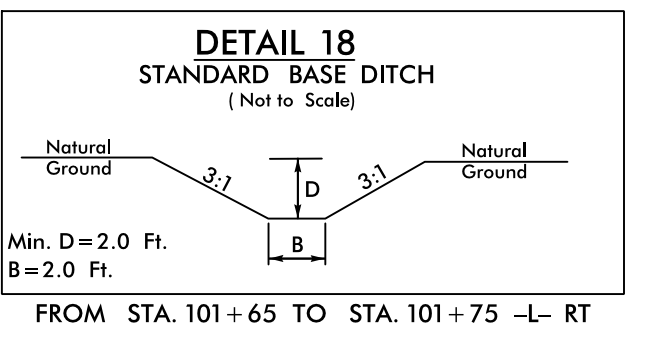 DETAIL 18
STANDARD BASE DITCH
( Not to Scale)
Natural
Ground
3:1
D
3:1
Natural
Ground
Min. D=2.0 Ft.
B
B=2.0 Ft.
FROM STA. 101+65 TO STA. 101+75 -L- RT